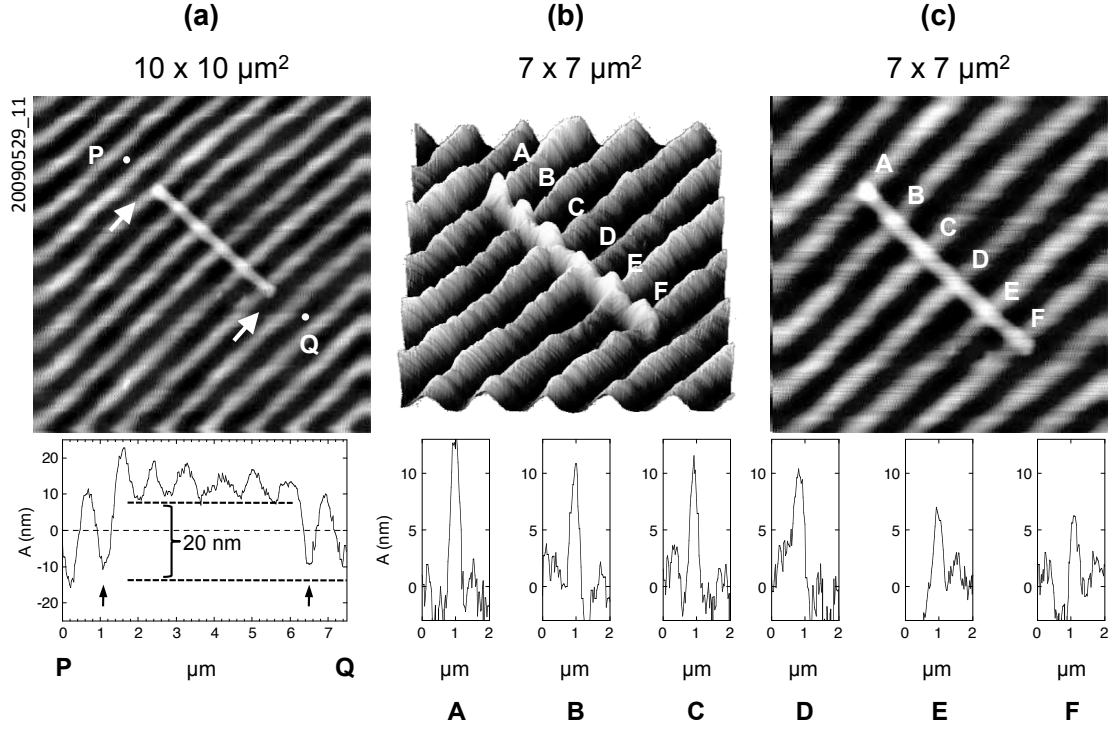 (a)
(b)
(c)
10 x 10 µm²
7 x 7 µm²
7 x 7 µm²
20090529_11
P
Q
A
B
C
D
E
F
A
B
C
D
E
F
A (nm)
20
10
0
-10
-20
20 nm
0 1 2 3 4 5 6 7
P
µm
Q
A (nm)
10
5
0
0 1 2
µm
A
10
5
0
0 1 2
µm
B
10
5
0
0 1 2
µm
C
10
5
0
0 1 2
µm
D
10
5
0
0 1 2
µm
E
10
5
0
0 1 2
µm
F